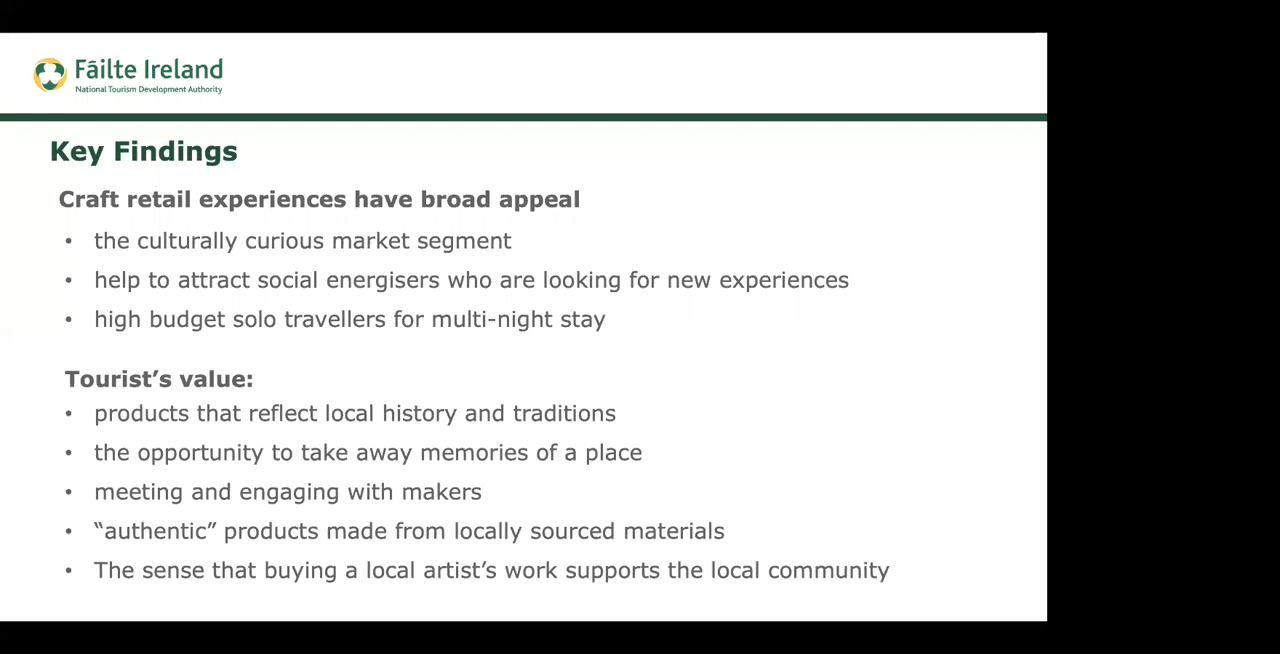 Fáilte Ireland
National Tourism Development Authority
Key Findings
Craft retail experiences have broad appeal
• the culturally curious market segment
• help to attract social energisers who are looking for new experiences
• high budget solo travellers for multi-night stay
Tourist’s value:
• products that reflect local history and traditions
• the opportunity to take away memories of a place
• meeting and engaging with makers
• “authentic” products made from locally sourced materials
• The sense that buying a local artist’s work supports the local community